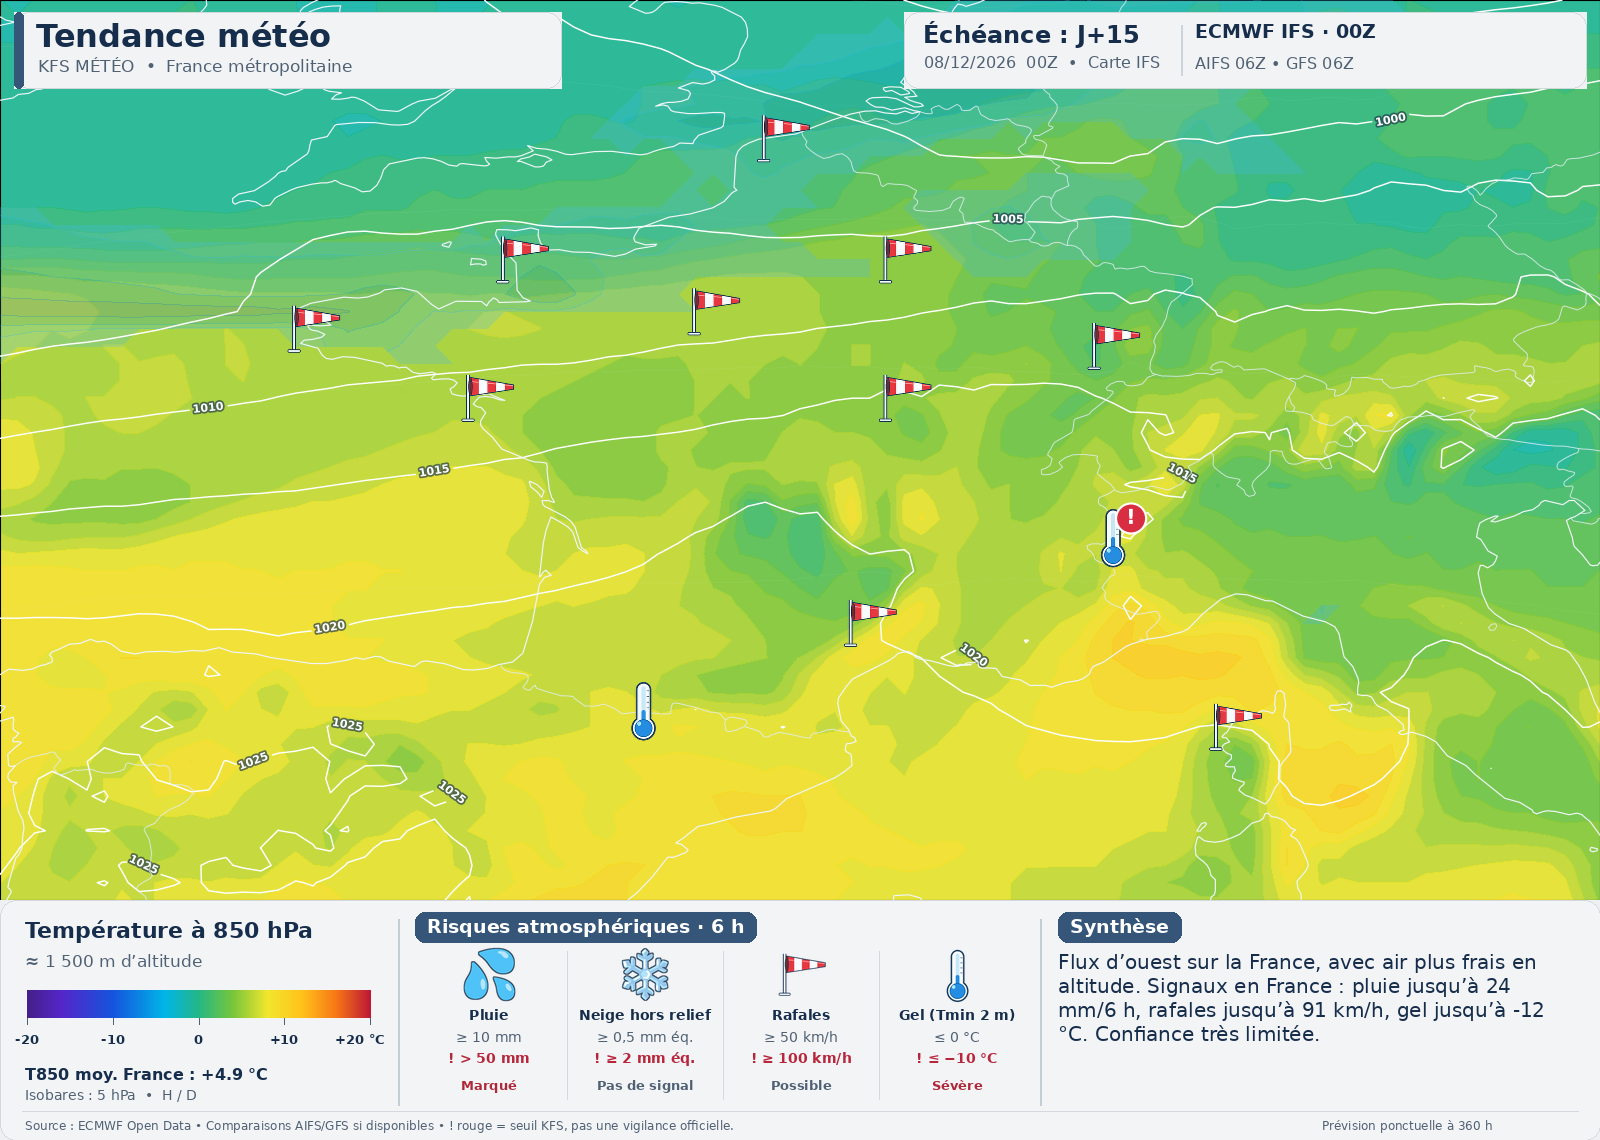 Tendance météo
KFS MÉTÉO • France métropolitaine
Échéance : J+15
08/12/2026 00Z • Carte IFS
ECMWF IFS · 00Z
AIFS 06Z • GFS 06Z
1000
1005
1010
1015
1015
1020
1020
1025
1025
1025
1025
!
Température à 850 hPa
≈ 1 500 m d’altitude
-20 -10 0 +10 +20 °C
T850 moy. France : +4.9 °C
Isobares : 5 hPa • H / D
Risques atmosphériques · 6 h
Pluie
≥ 10 mm
! > 50 mm
Marqué
Neige hors relief
≥ 0,5 mm éq.
! ≥ 2 mm éq.
Pas de signal
Rafales
≥ 50 km/h
! ≥ 100 km/h
Possible
Gel (Tmin 2 m)
≤ 0 °C
! ≤ −10 °C
Sévère
Synthèse
Flux d’ouest sur la France, avec air plus frais en
altitude. Signaux en France : pluie jusqu’à 24
mm/6 h, rafales jusqu’à 91 km/h, gel jusqu’à -12
°C. Confiance très limitée.
Source : ECMWF Open Data • Comparaisons AIFS/GFS si disponibles • ! rouge = seuil KFS, pas une vigilance officielle.
Prévision ponctuelle à 360 h